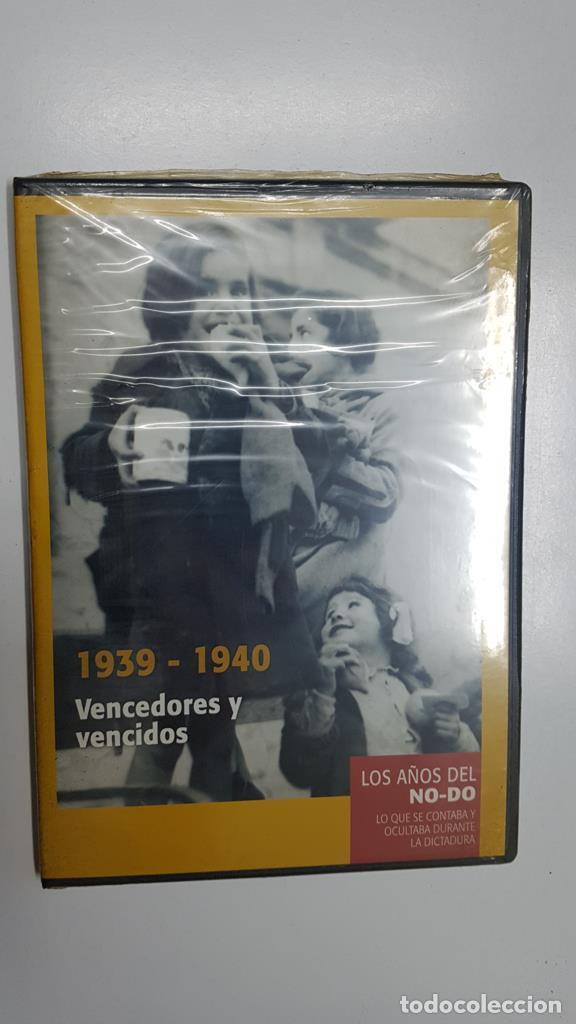 1939 - 1940
Vencedores y
vencidos
LOS AÑOS DEL
NO-DO
LO QUE SE CONTABA Y
OCULTABA DURANTE
LA DICTADURA
todocoleccion